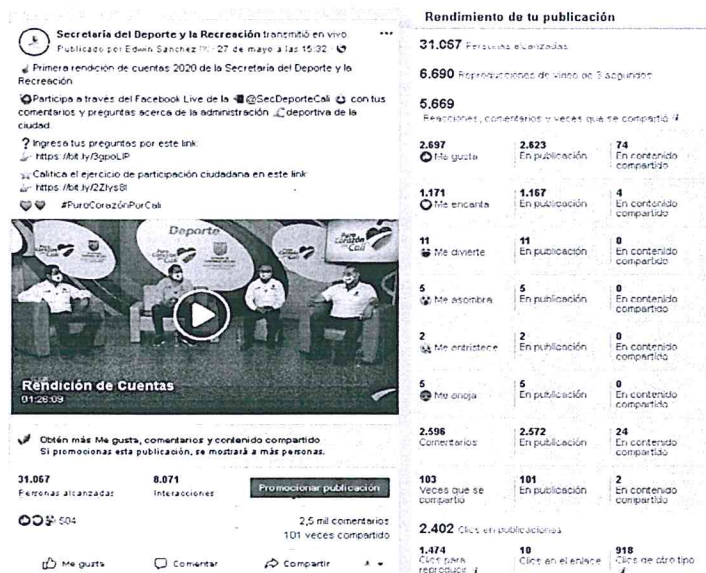 Secretaría del Deporte y la Recreación transmitió en vivo
Publicado por Edwin Sanchez · 27 de mayo a las 15:32
Primera rendición de cuentas 2020 de la Secretaría del Deporte y la
Recreación
Participa a través del Facebook Live de la @SecDeporteCali con tus
comentarios y preguntas acerca de la administración deportiva de la
ciudad.
? Ingresa tus preguntas por este link:
https://bit.ly/3gpoLIP
Califica el ejercicio de participación ciudadana en este link
https://bit.ly/2Zlys8I
#PuroCorazónPorCali
Deporte
Puro Corazón por Cali
Rendición de Cuentas
01:26:09
Obtén más Me gusta, comentarios y contenido compartido
Si promocionas esta publicación, se mostrará a más personas.
31.067
Personas alcanzadas
8.071
Interacciones
Promocionar publicación
504
2,5 mil comentarios
101 veces compartido
Me gusta
Comentar
Compartir
Rendimiento de tu publicación
31.067 Personas alcanzadas
6.690 Reproducciones de video de 3 segundos
5.669
Reacciones, comentarios y veces que se compartió
2.697
Me gusta
2.623
En publicación
74
En contenido
compartido
1.171
Me encanta
1.167
En publicación
4
En contenido
compartido
11
Me divierte
11
En publicación
0
En contenido
compartido
5
Me asombra
5
En publicación
0
En contenido
compartido
2
Me entristece
2
En publicación
0
En contenido
compartido
5
Me enoja
5
En publicación
0
En contenido
compartido
2.596
Comentarios
2.572
En publicación
24
En contenido
compartido
103
Veces que se
compartió
101
En publicación
2
En contenido
compartido
2.402 Clics en publicaciones
1.474
Clics para
reproducir
10
Clics en el enlace
918
Clics de otro tipo